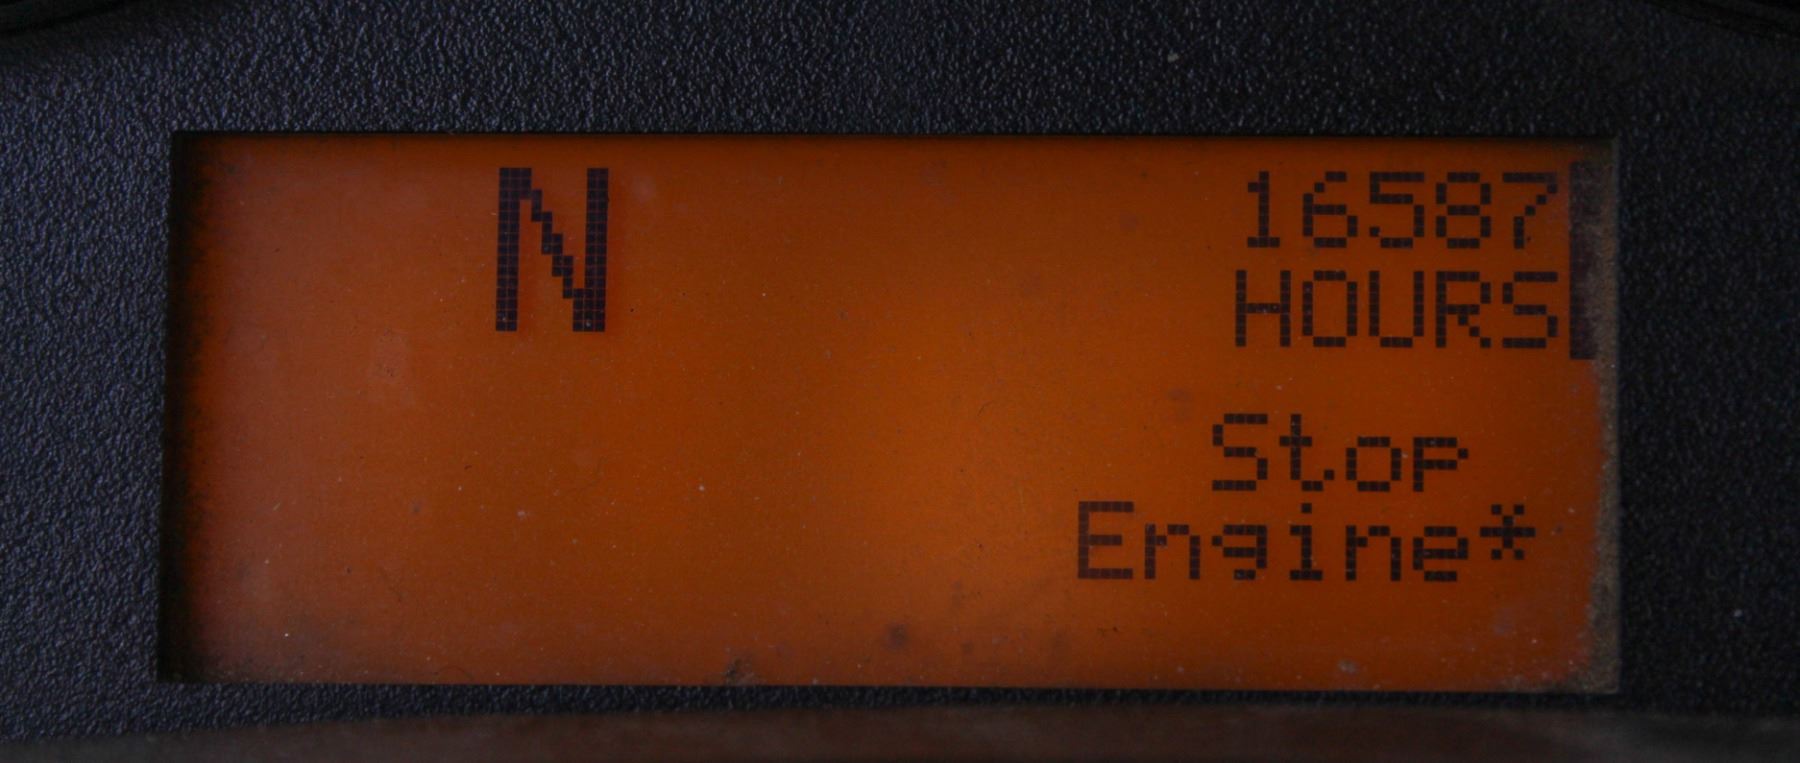 N
16587
HOURS
Stop
Engine*